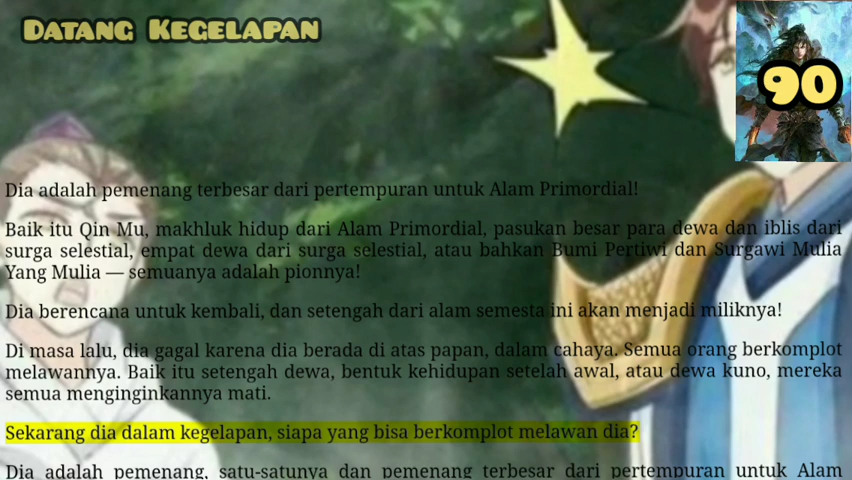 Datang Kegelapan
90
Dia adalah pemenang terbesar dari pertempuran untuk Alam Primordial!
Baik itu Qin Mu, makhluk hidup dari Alam Primordial, pasukan besar para dewa dan iblis dari
surga selestial, empat dewa dari surga selestial, atau bahkan Bumi Pertiwi dan Surgawi Mulia
Yang Mulia — semuanya adalah pionnya!
Dia berencana untuk kembali, dan setengah dari alam semesta ini akan menjadi miliknya!
Di masa lalu, dia gagal karena dia berada di atas papan, dalam cahaya. Semua orang berkomplot
melawannya. Baik itu setengah dewa, bentuk kehidupan setelah awal, atau dewa kuno, mereka
semua menginginkannya mati.
Sekarang dia dalam kegelapan, siapa yang bisa berkomplot melawan dia?
Dia adalah pemenang, satu-satunya dan pemenang terbesar dari pertempuran untuk Alam